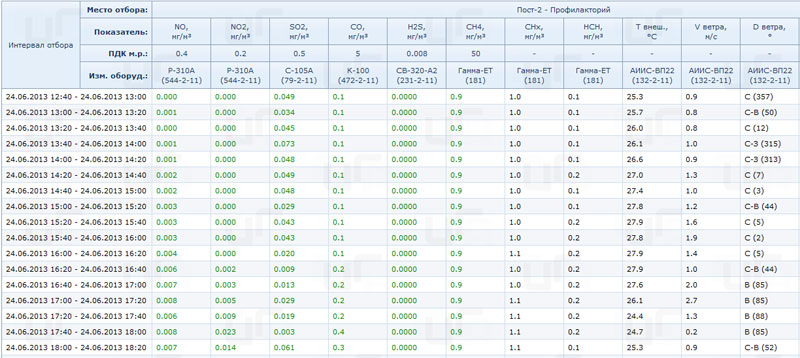 Место отбора: Пост-2 - Профилакторий
Интервал отбора Показатель: NO, мг/м³ NO2, мг/м³ SO2, мг/м³ CO, мг/м³ H2S, мг/м³ CH4, мг/м³ CHx, мг/м³ HCH, мг/м³ T внеш., °C V ветра, м/с D ветра, °
ПДК м.р.: 0.4 0.2 0.5 5 0.008 50 - - - - -
Изм. оборуд.: Р-310А (544-2-11) Р-310А (544-2-11) С-105А (79-2-11) К-100 (472-2-11) СВ-320-А2 (231-2-11) Гамма-ЕТ (181) Гамма-ЕТ (181) Гамма-ЕТ (181) АИИС-ВП22 (132-2-11) АИИС-ВП22 (132-2-11) АИИС-ВП22 (132-2-11)
24.06.2013 12:40 - 24.06.2013 13:00 0.000 0.000 0.049 0.1 0.0000 0.9 1.0 0.1 25.3 0.9 С (357)
24.06.2013 13:00 - 24.06.2013 13:20 0.001 0.000 0.034 0.1 0.0000 0.9 1.0 0.1 25.7 0.8 С-В (50)
24.06.2013 13:20 - 24.06.2013 13:40 0.001 0.000 0.045 0.1 0.0000 0.9 1.0 0.1 26.0 0.8 С (12)
24.06.2013 13:40 - 24.06.2013 14:00 0.001 0.000 0.073 0.1 0.0000 0.9 1.0 0.1 26.1 1.0 С-З (315)
24.06.2013 14:00 - 24.06.2013 14:20 0.001 0.000 0.048 0.1 0.0000 0.9 1.0 0.1 26.6 0.9 С-З (313)
24.06.2013 14:20 - 24.06.2013 14:40 0.002 0.000 0.049 0.1 0.0000 0.9 1.0 0.2 27.0 1.3 С (7)
24.06.2013 14:40 - 24.06.2013 15:00 0.002 0.000 0.048 0.1 0.0000 0.9 1.0 0.1 27.4 1.0 С (3)
24.06.2013 15:00 - 24.06.2013 15:20 0.003 0.000 0.029 0.1 0.0000 0.9 1.0 0.1 27.8 1.2 С-В (44)
24.06.2013 15:20 - 24.06.2013 15:40 0.003 0.000 0.043 0.1 0.0000 0.9 1.0 0.2 27.9 1.6 С (5)
24.06.2013 15:40 - 24.06.2013 16:00 0.003 0.000 0.043 0.1 0.0000 0.9 1.0 0.2 27.8 1.9 С (2)
24.06.2013 16:00 - 24.06.2013 16:20 0.004 0.000 0.020 0.1 0.0000 0.9 1.1 0.2 27.9 1.4 С (5)
24.06.2013 16:20 - 24.06.2013 16:40 0.006 0.002 0.009 0.2 0.0000 0.9 1.0 0.2 27.9 1.0 С-В (44)
24.06.2013 16:40 - 24.06.2013 17:00 0.007 0.003 0.013 0.2 0.0000 0.9 1.0 0.2 27.6 2.0 В (85)
24.06.2013 17:00 - 24.06.2013 17:20 0.008 0.005 0.029 0.2 0.0000 0.9 1.1 0.2 26.1 2.7 В (85)
24.06.2013 17:20 - 24.06.2013 17:40 0.006 0.009 0.019 0.2 0.0000 0.9 1.1 0.2 24.4 1.3 В (88)
24.06.2013 17:40 - 24.06.2013 18:00 0.008 0.023 0.003 0.4 0.0000 0.9 1.1 0.2 24.7 0.2 В (85)
24.06.2013 18:00 - 24.06.2013 18:20 0.007 0.014 0.061 0.3 0.0000 0.9 1.1 0.1 25.3 0.9 С-В (52)